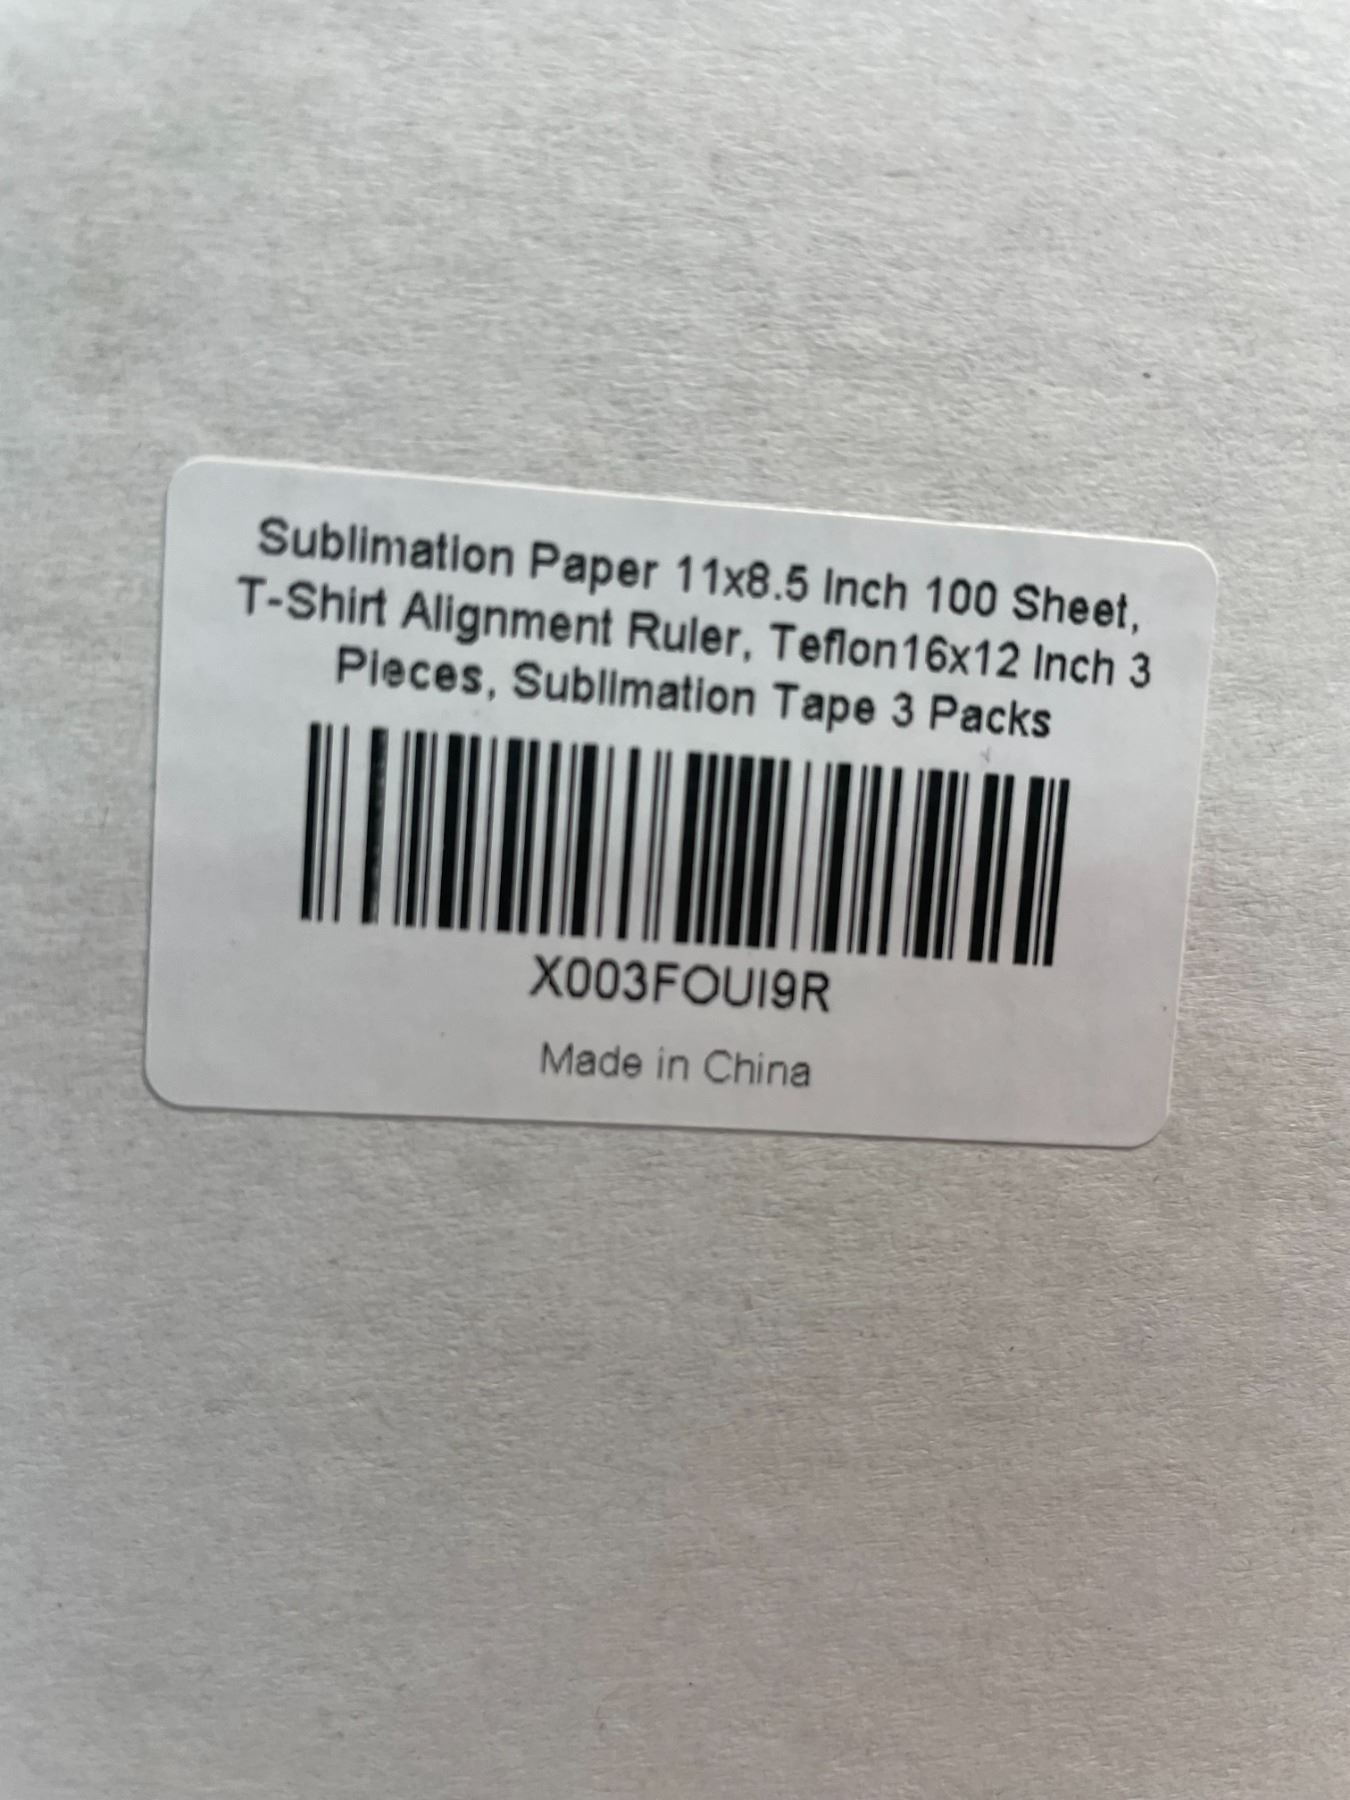 Sublimation Paper 11x8.5 Inch 100 Sheet,
T-Shirt Alignment Ruler, Teflon16x12 Inch 3
Pieces, Sublimation Tape 3 Packs
X003FOUI9R
Made in China